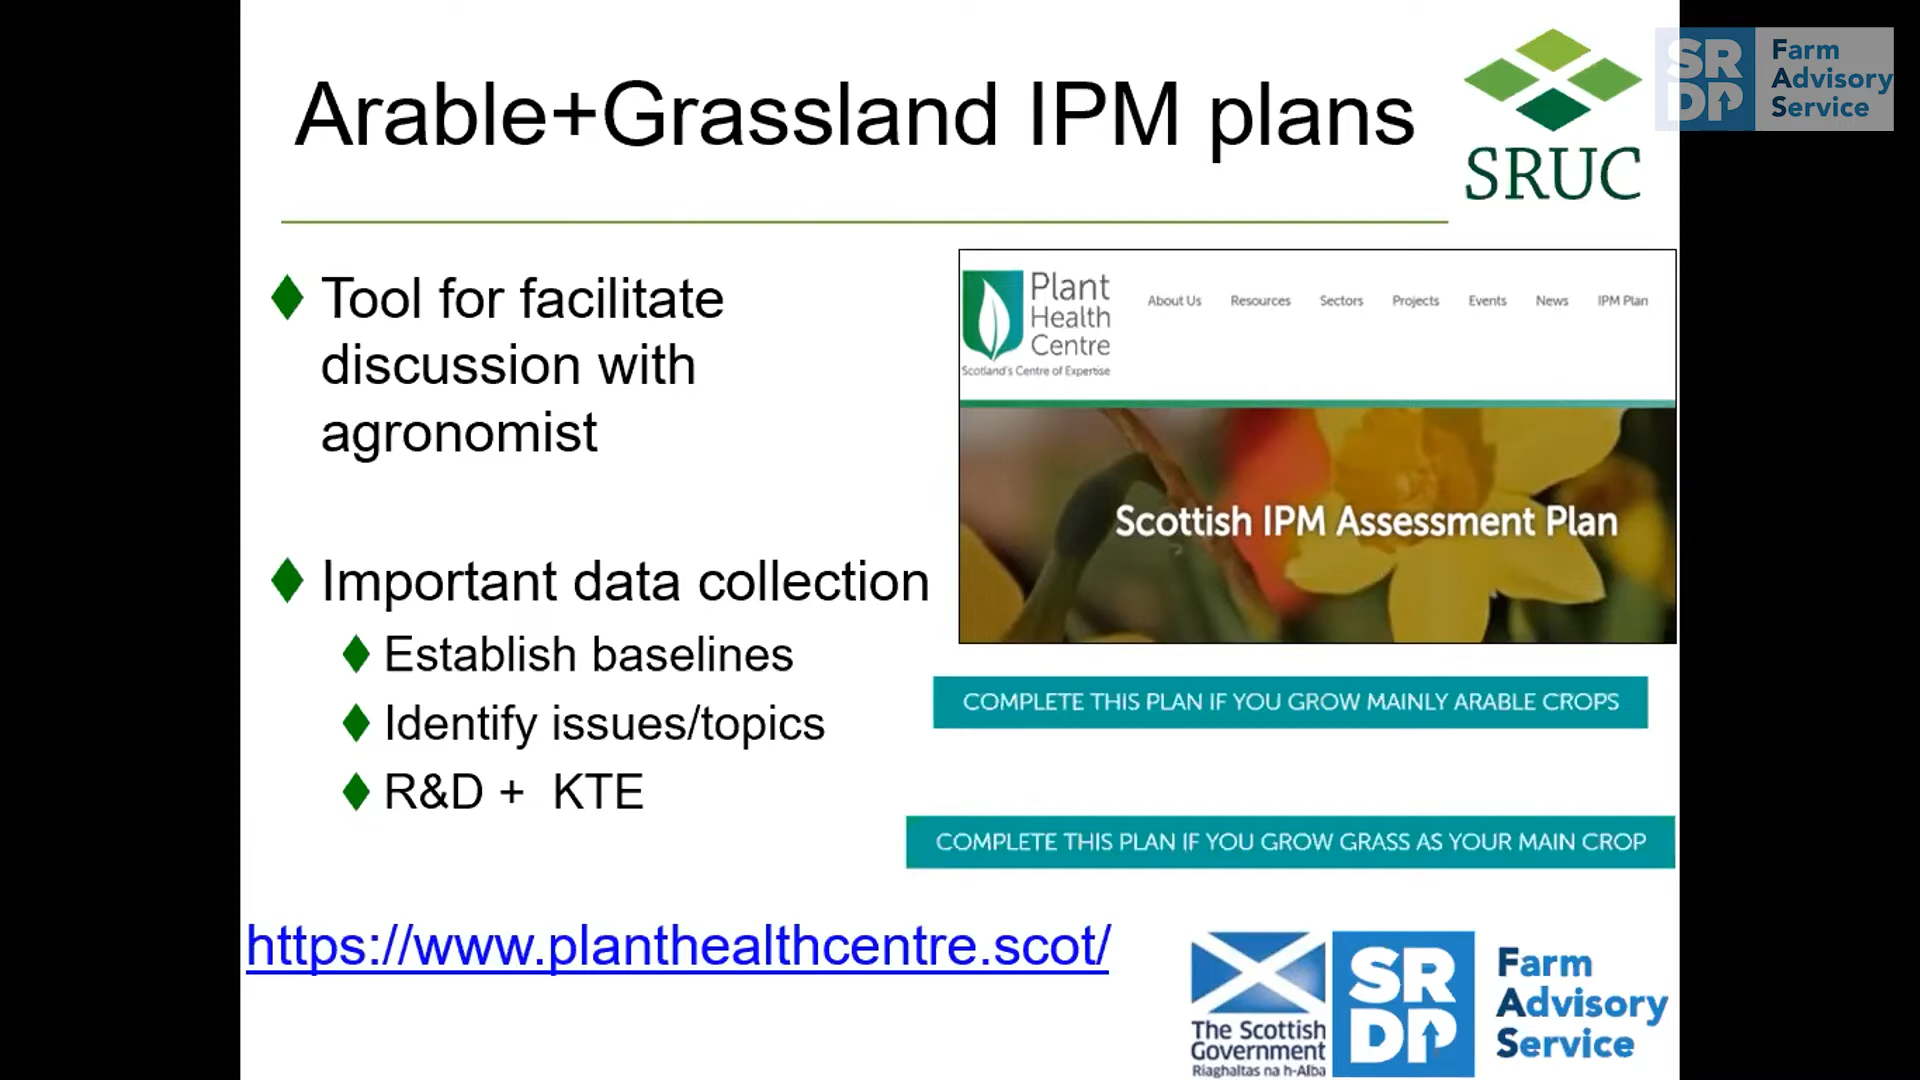 Arable+Grassland IPM plans
SRUC
SR
DP
Farm
Advisory
Service
Tool for facilitate
discussion with
agronomist
Important data collection
Establish baselines
Identify issues/topics
R&D + KTE
https://www.planthealthcentre.scot/
Plant
Health
Centre
Scotland's Centre of Expertise
About Us Resources Sectors Projects Events News IPM Plan
Scottish IPM Assessment Plan
COMPLETE THIS PLAN IF YOU GROW MAINLY ARABLE CROPS
COMPLETE THIS PLAN IF YOU GROW GRASS AS YOUR MAIN CROP
The Scottish
Government
Riaghaltas na h-Alba
SR
DP
Farm
Advisory
Service